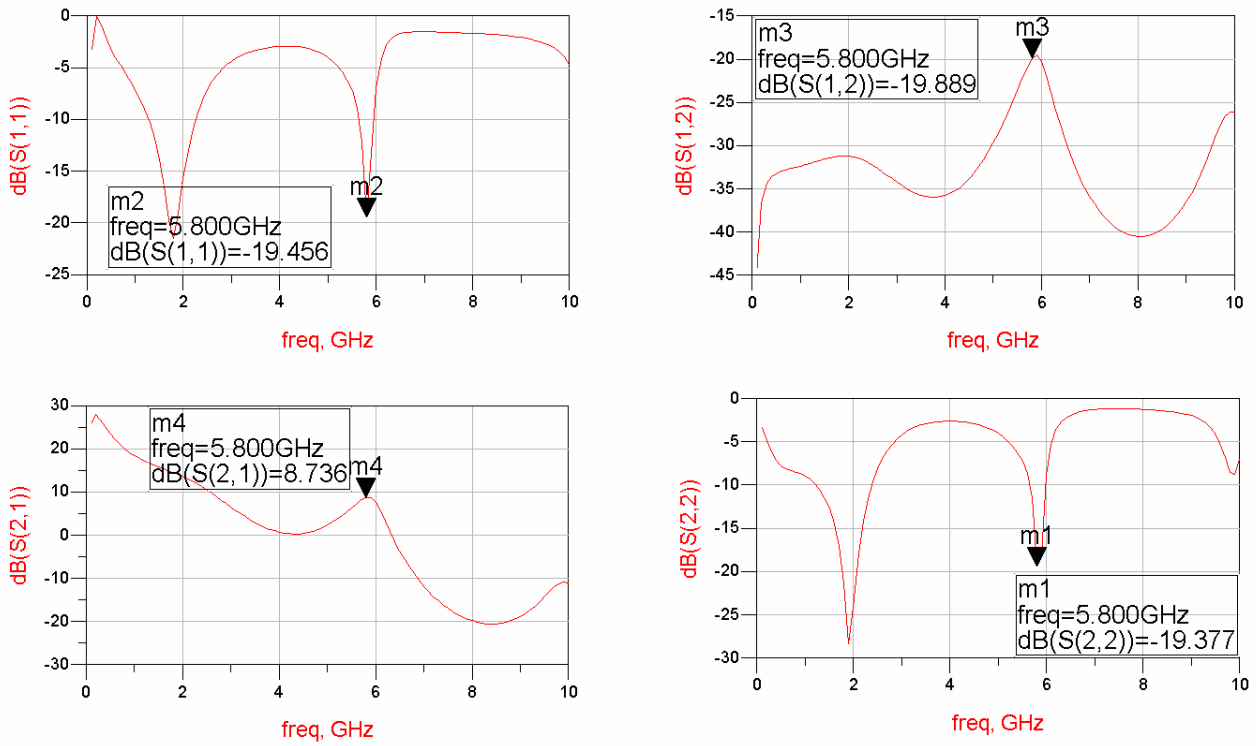 0
-5
-10
-15
-20
-25
dB(S(1,1))
m2
m2
freq=5.800GHz
dB(S(1,1))=-19.456
0 2 4 6 8 10
freq, GHz
-15
-20
-25
-30
-35
-40
-45
dB(S(1,2))
m3
m3
freq=5.800GHz
dB(S(1,2))=-19.889
0 2 4 6 8 10
freq, GHz
30
20
10
0
-10
-20
-30
dB(S(2,1))
m4
freq=5.800GHz
dB(S(2,1))=8.736
m4
0 2 4 6 8 10
freq, GHz
0
-5
-10
-15
-20
-25
-30
dB(S(2,2))
m1
m1
freq=5.800GHz
dB(S(2,2))=-19.377
0 2 4 6 8 10
freq, GHz